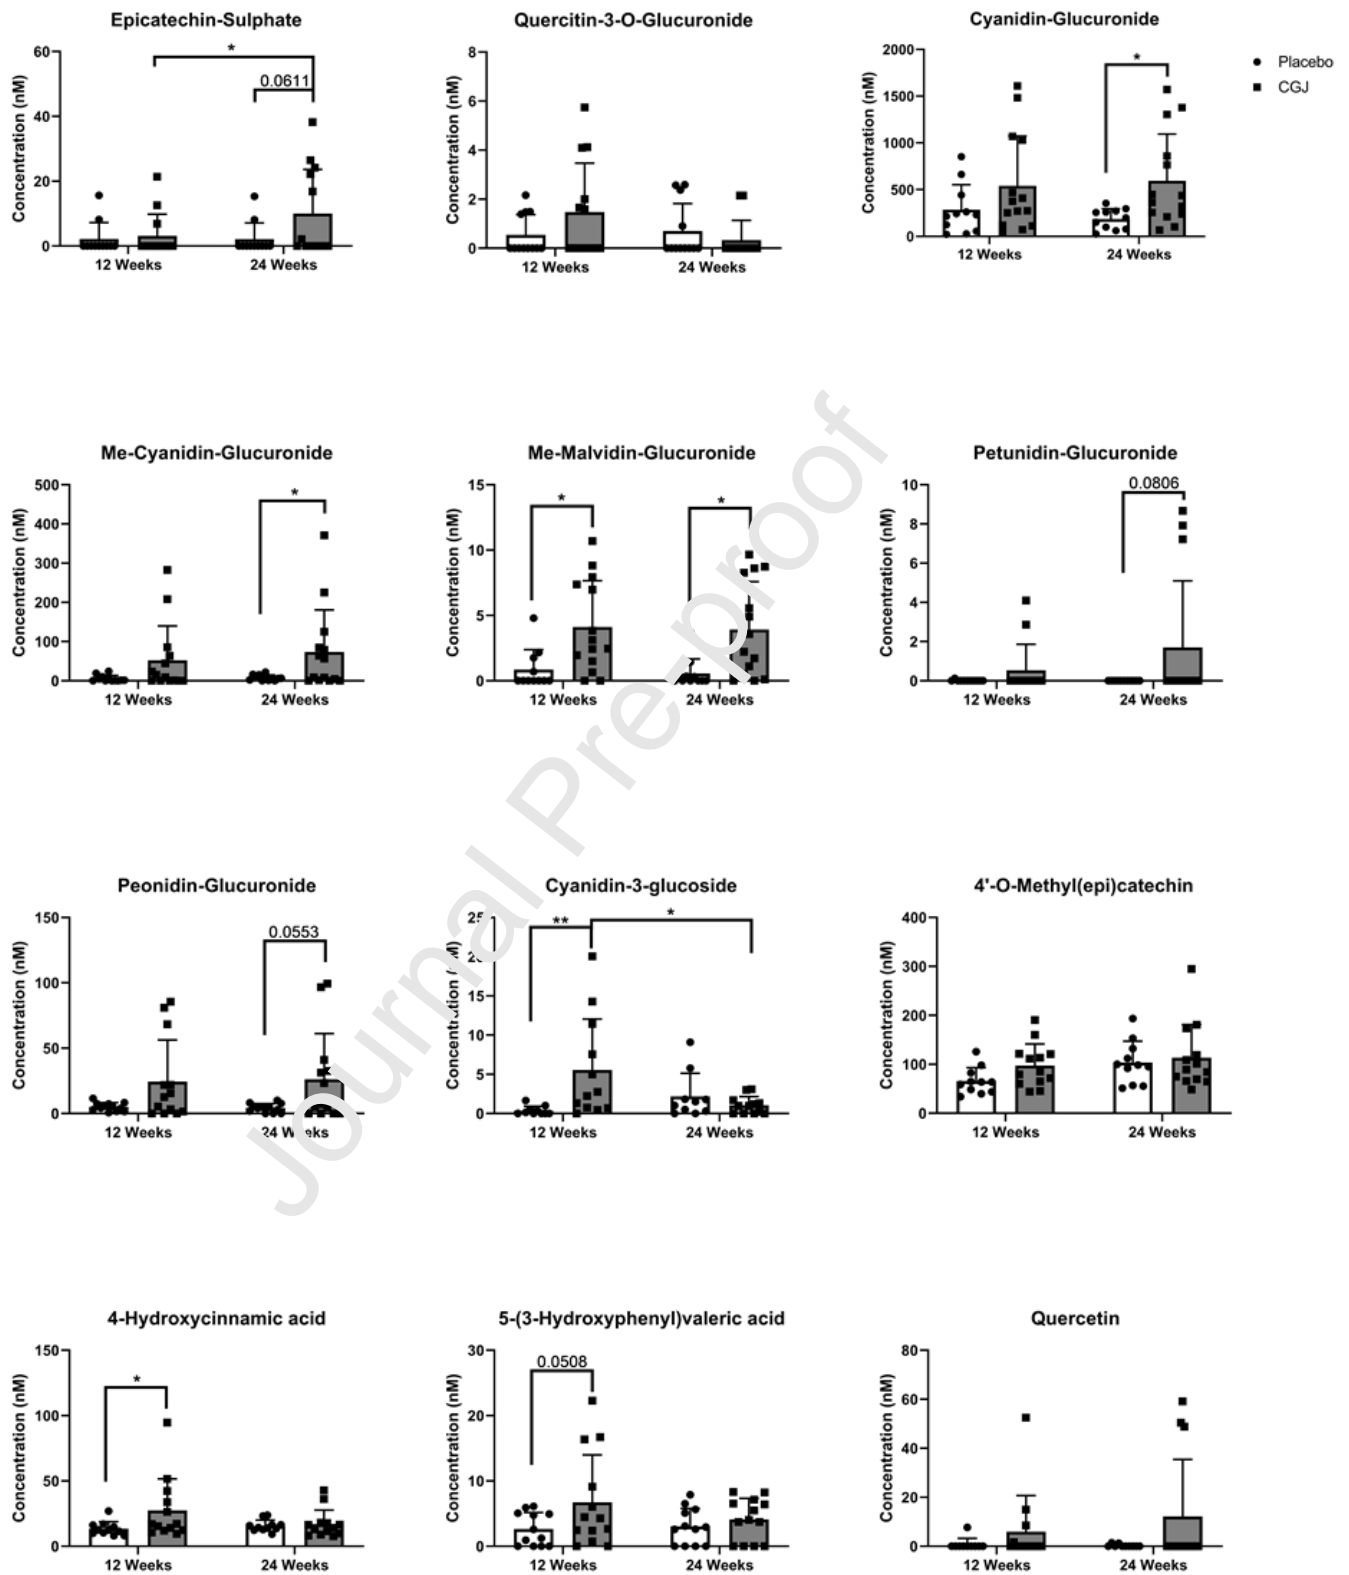 Epicatechin-Sulphate
Concentration (nM)
60
40
20
0
*
0.0611
12 Weeks
24 Weeks
Quercitin-3-O-Glucuronide
Concentration (nM)
8
6
4
2
0
12 Weeks
24 Weeks
Cyanidin-Glucuronide
Concentration (nM)
2000
1500
1000
500
0
*
12 Weeks
24 Weeks
Placebo
CGJ
Me-Cyanidin-Glucuronide
Concentration (nM)
500
400
300
200
100
0
*
12 Weeks
24 Weeks
Me-Malvidin-Glucuronide
Concentration (nM)
15
10
5
0
*
*
12 Weeks
24 Weeks
Petunidin-Glucuronide
Concentration (nM)
10
8
6
4
2
0
0.0806
12 Weeks
24 Weeks
Journal Pre-proof
Peonidin-Glucuronide
Concentration (nM)
150
100
50
0
0.0553
12 Weeks
24 Weeks
Cyanidin-3-glucoside
Concentration (nM)
25
15
10
5
0
**
*
12 Weeks
24 Weeks
4'-O-Methyl(epi)catechin
Concentration (nM)
400
300
200
100
0
12 Weeks
24 Weeks
4-Hydroxycinnamic acid
Concentration (nM)
150
100
50
0
*
12 Weeks
24 Weeks
5-(3-Hydroxyphenyl)valeric acid
Concentration (nM)
30
20
10
0
0.0508
12 Weeks
24 Weeks
Quercetin
Concentration (nM)
80
60
40
20
0
12 Weeks
24 Weeks